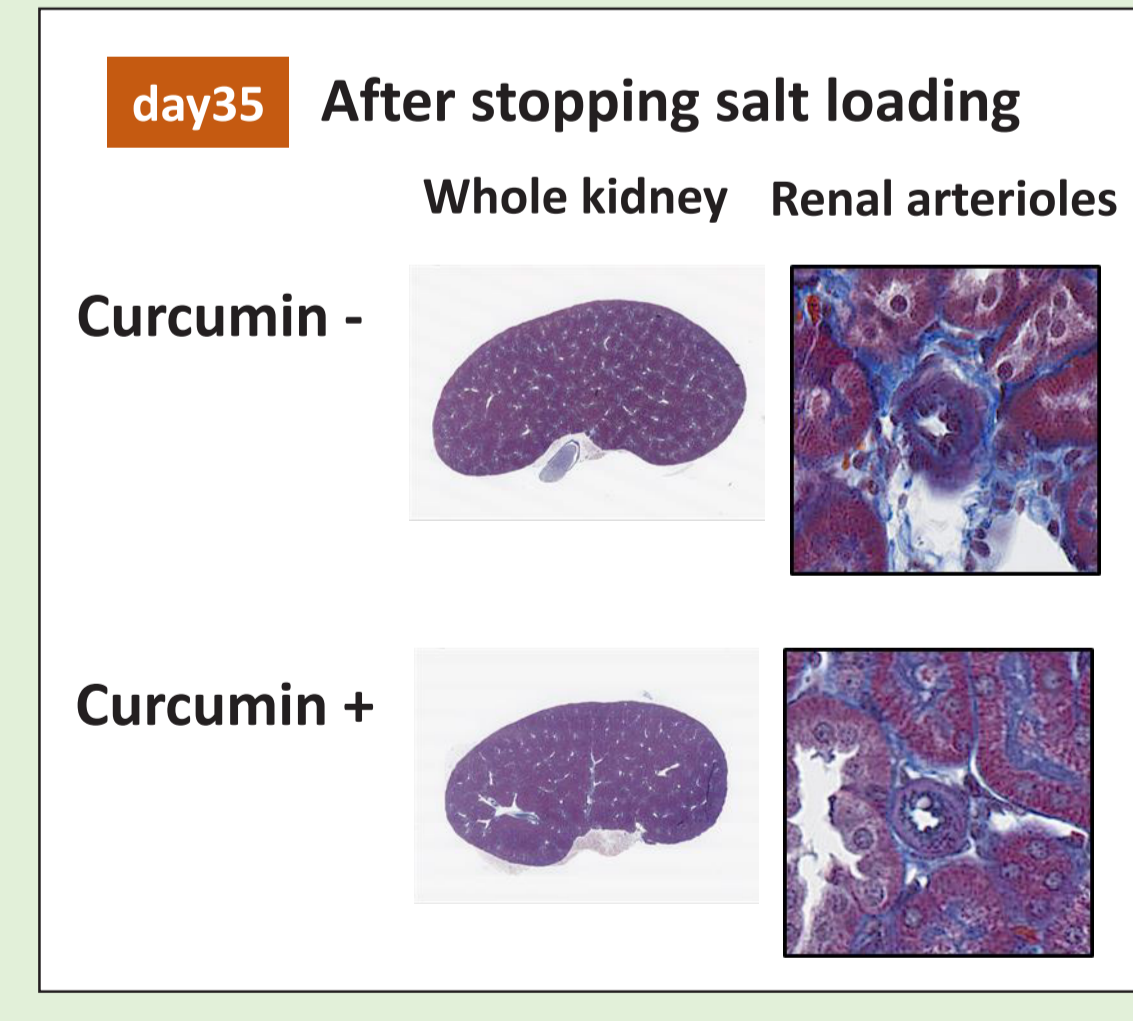 day35 After stopping salt loading
Whole kidney Renal arterioles
Curcumin -
Curcumin +